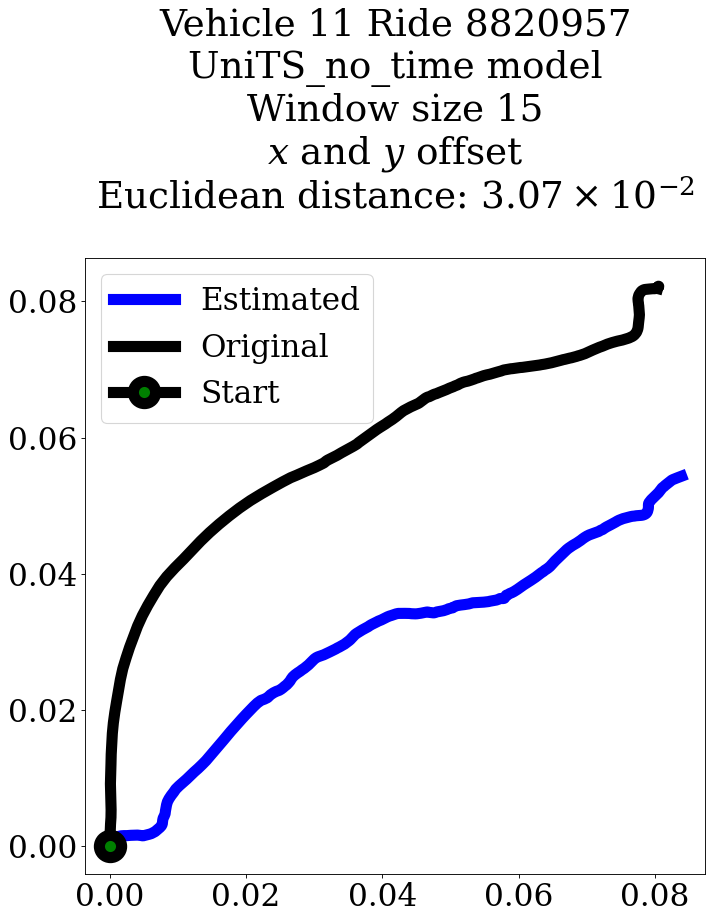 Vehicle 11 Ride 8820957
UniTS_no_time model
Window size 15
x and y offset
Euclidean distance: 3.07 × 10⁻²
Estimated
Original
Start
0.08
0.06
0.04
0.02
0.00
0.00 0.02 0.04 0.06 0.08